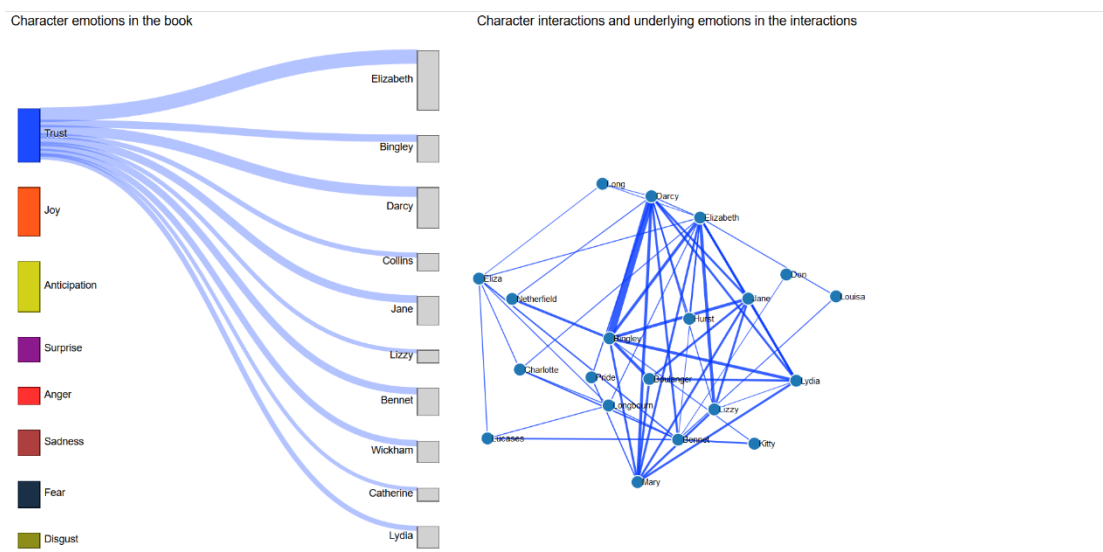 Character emotions in the book
Character interactions and underlying emotions in the interactions
Trust
Joy
Anticipation
Surprise
Anger
Sadness
Fear
Disgust
Elizabeth
Bingley
Darcy
Collins
Jane
Lizzy
Bennet
Wickham
Catherine
Lydia
Long
Darcy
Elizabeth
Eliza
Don
Netherfield
Jane
Louisa
Hurst
Bingley
Charlotte
Pride
Boulanger
Lydia
Longbourn
Lizzy
Lucases
Bennet
Kitty
Mary